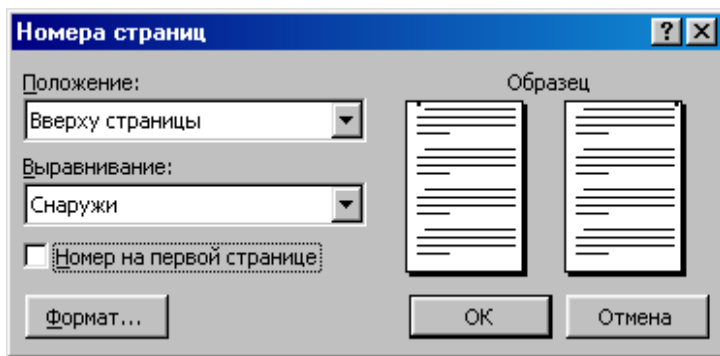 Номера страниц
Положение:
Вверху страницы
Выравнивание:
Снаружи
Номер на первой странице
Формат...
Образец
ОК
Отмена